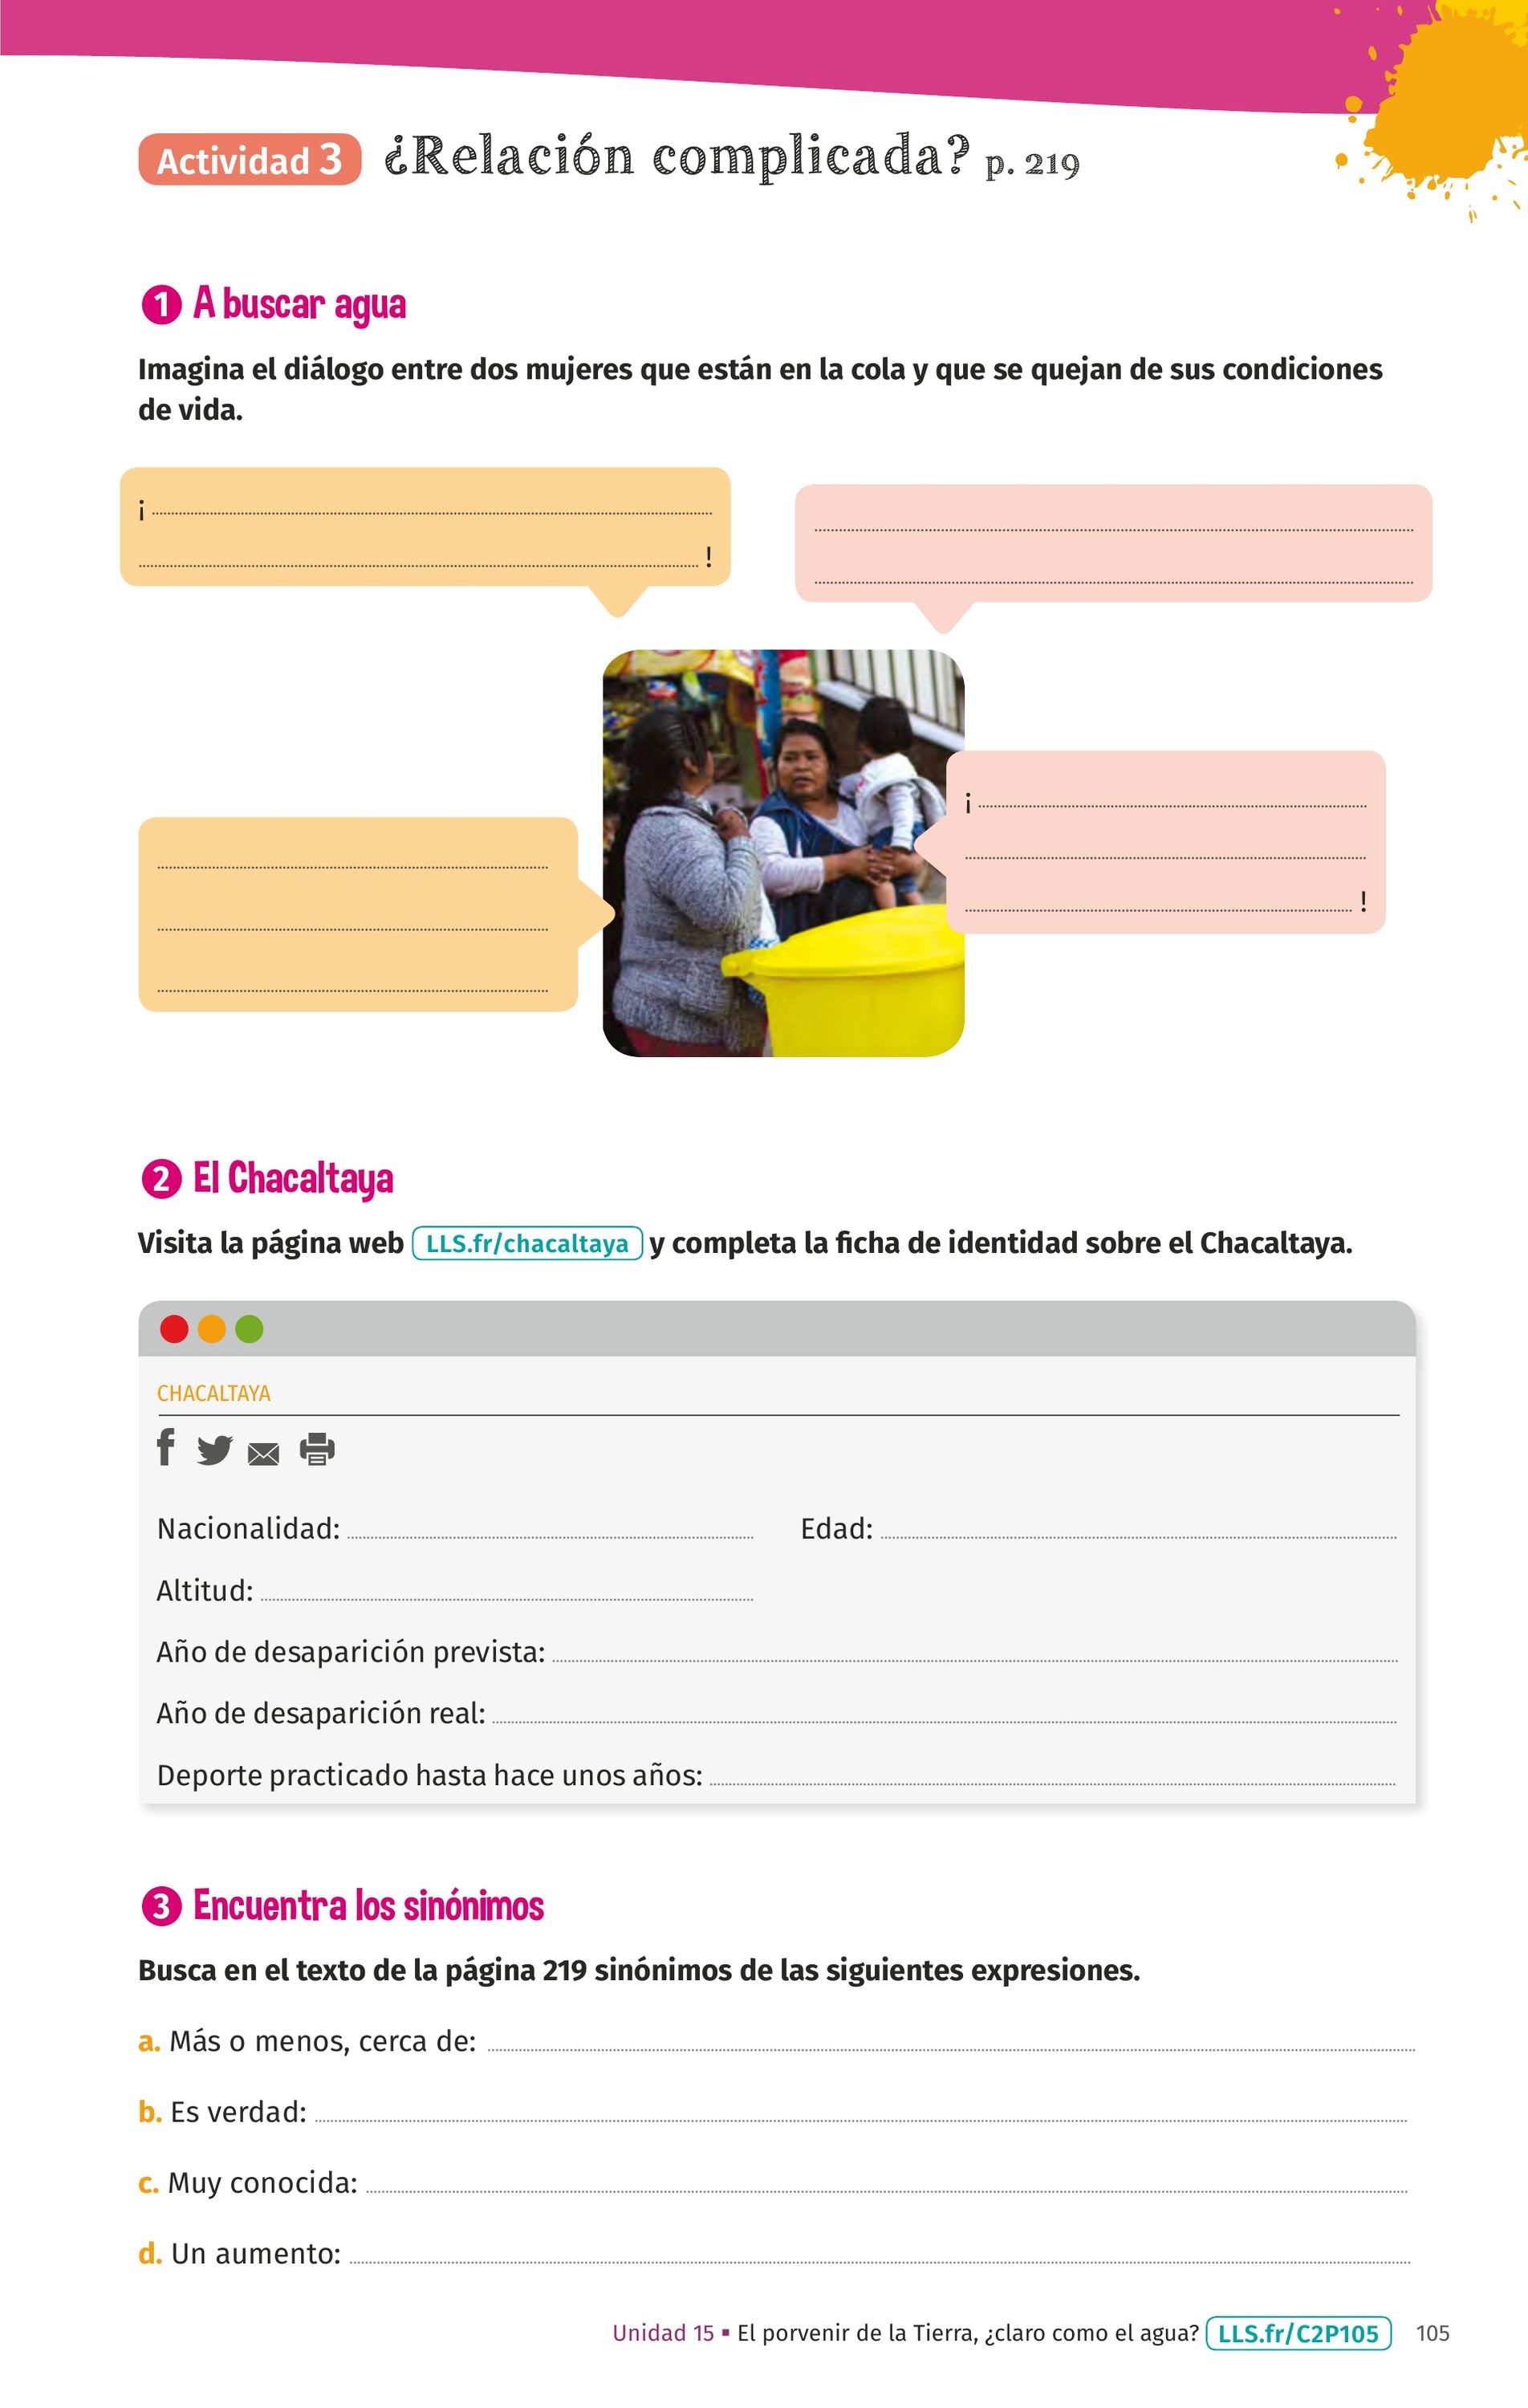 Actividad 3 ¿Relación complicada? p. 219
1 A buscar agua
Imagina el diálogo entre dos mujeres que están en la cola y que se quejan de sus condiciones
de vida.
¡
!
¡
!
2 El Chacaltaya
Visita la página web LLS.fr/chacaltaya y completa la ficha de identidad sobre el Chacaltaya.
CHACALTAYA
Nacionalidad: Edad:
Altitud:
Año de desaparición prevista:
Año de desaparición real:
Deporte practicado hasta hace unos años:
3 Encuentra los sinónimos
Busca en el texto de la página 219 sinónimos de las siguientes expresiones.
a. Más o menos, cerca de:
b. Es verdad:
c. Muy conocida:
d. Un aumento:
Unidad 15 ▪ El porvenir de la Tierra, ¿claro como el agua? LLS.fr/C2P105 105